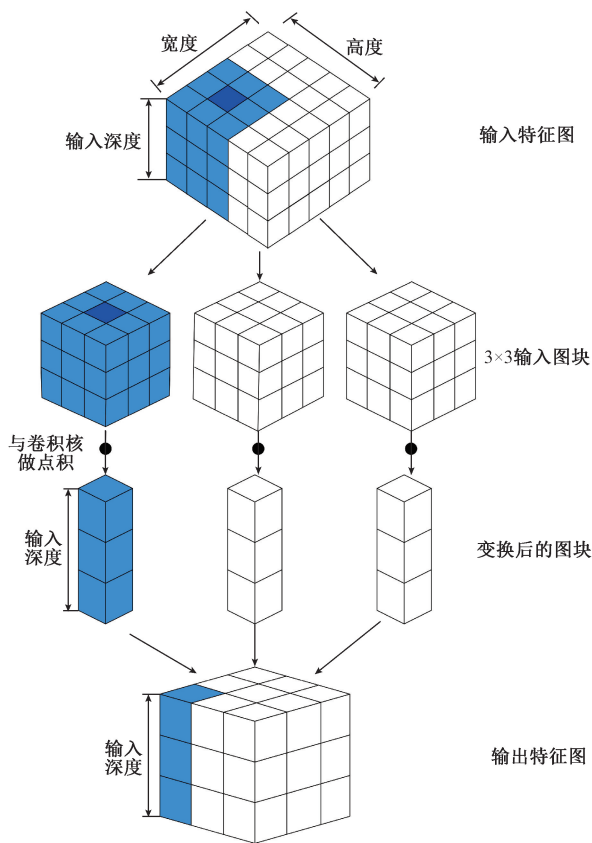 宽度
高度
输入深度
输入特征图
3×3输入图块
与卷积核
做点积
输入
深度
变换后的图块
输入
深度
输出特征图